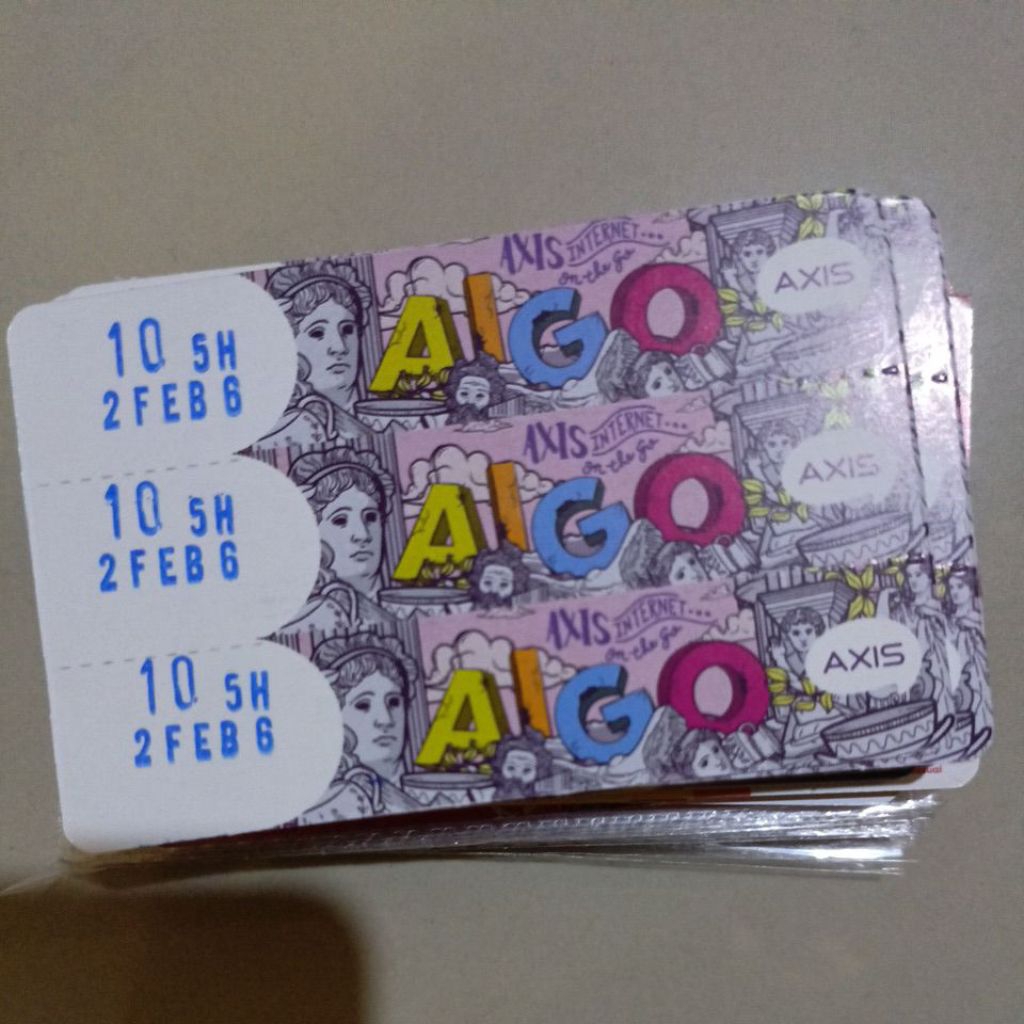 AXIS INTERNET...
on-the-go
AIGO
AXIS
10 5H
2 FEB 6
AXIS INTERNET...
on-the-go
AIGO
AXIS
10 5H
2 FEB 6
AXIS INTERNET...
on-the-go
AIGO
AXIS
10 5H
2 FEB 6